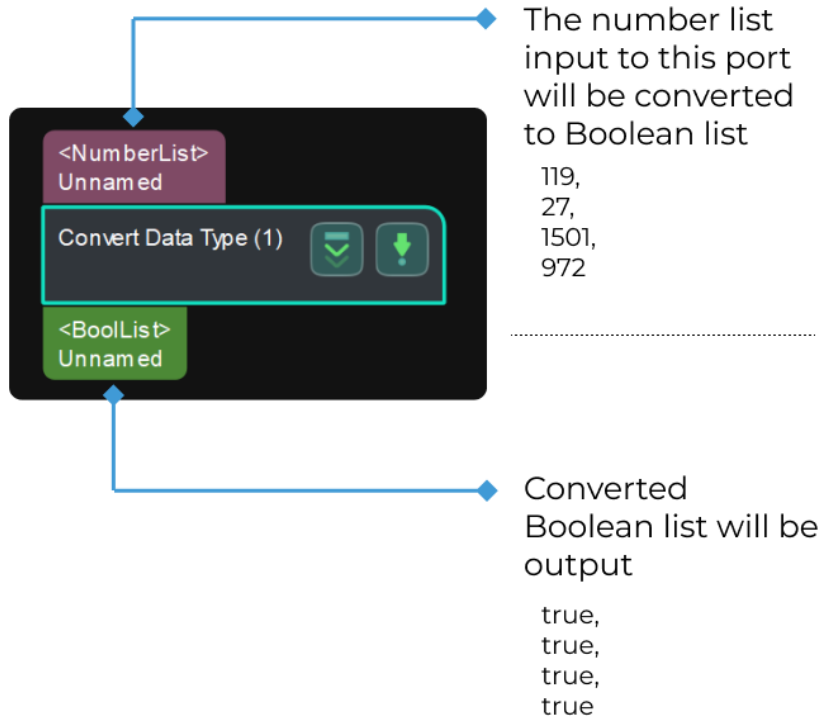 The number list
input to this port
will be converted
to Boolean list
119,
27,
1501,
972
<NumberList>
Unnamed
Convert Data Type (1)
<BoolList>
Unnamed
Converted
Boolean list will be
output
true,
true,
true,
true